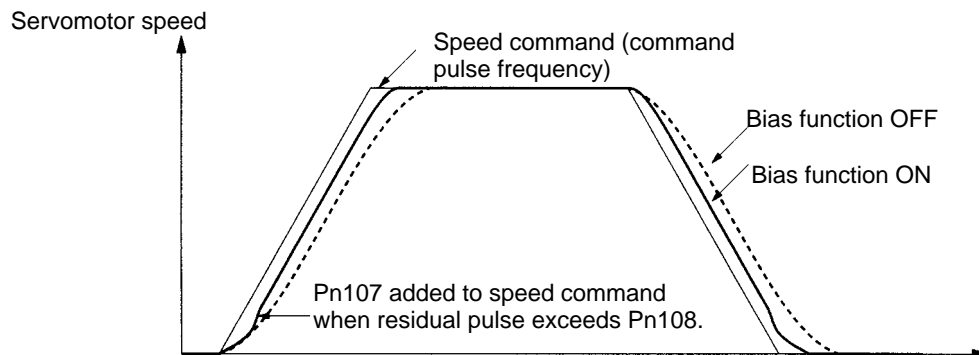 Servomotor speed
Speed command (command
pulse frequency)
Bias function OFF
Bias function ON
Pn107 added to speed command
when residual pulse exceeds Pn108.